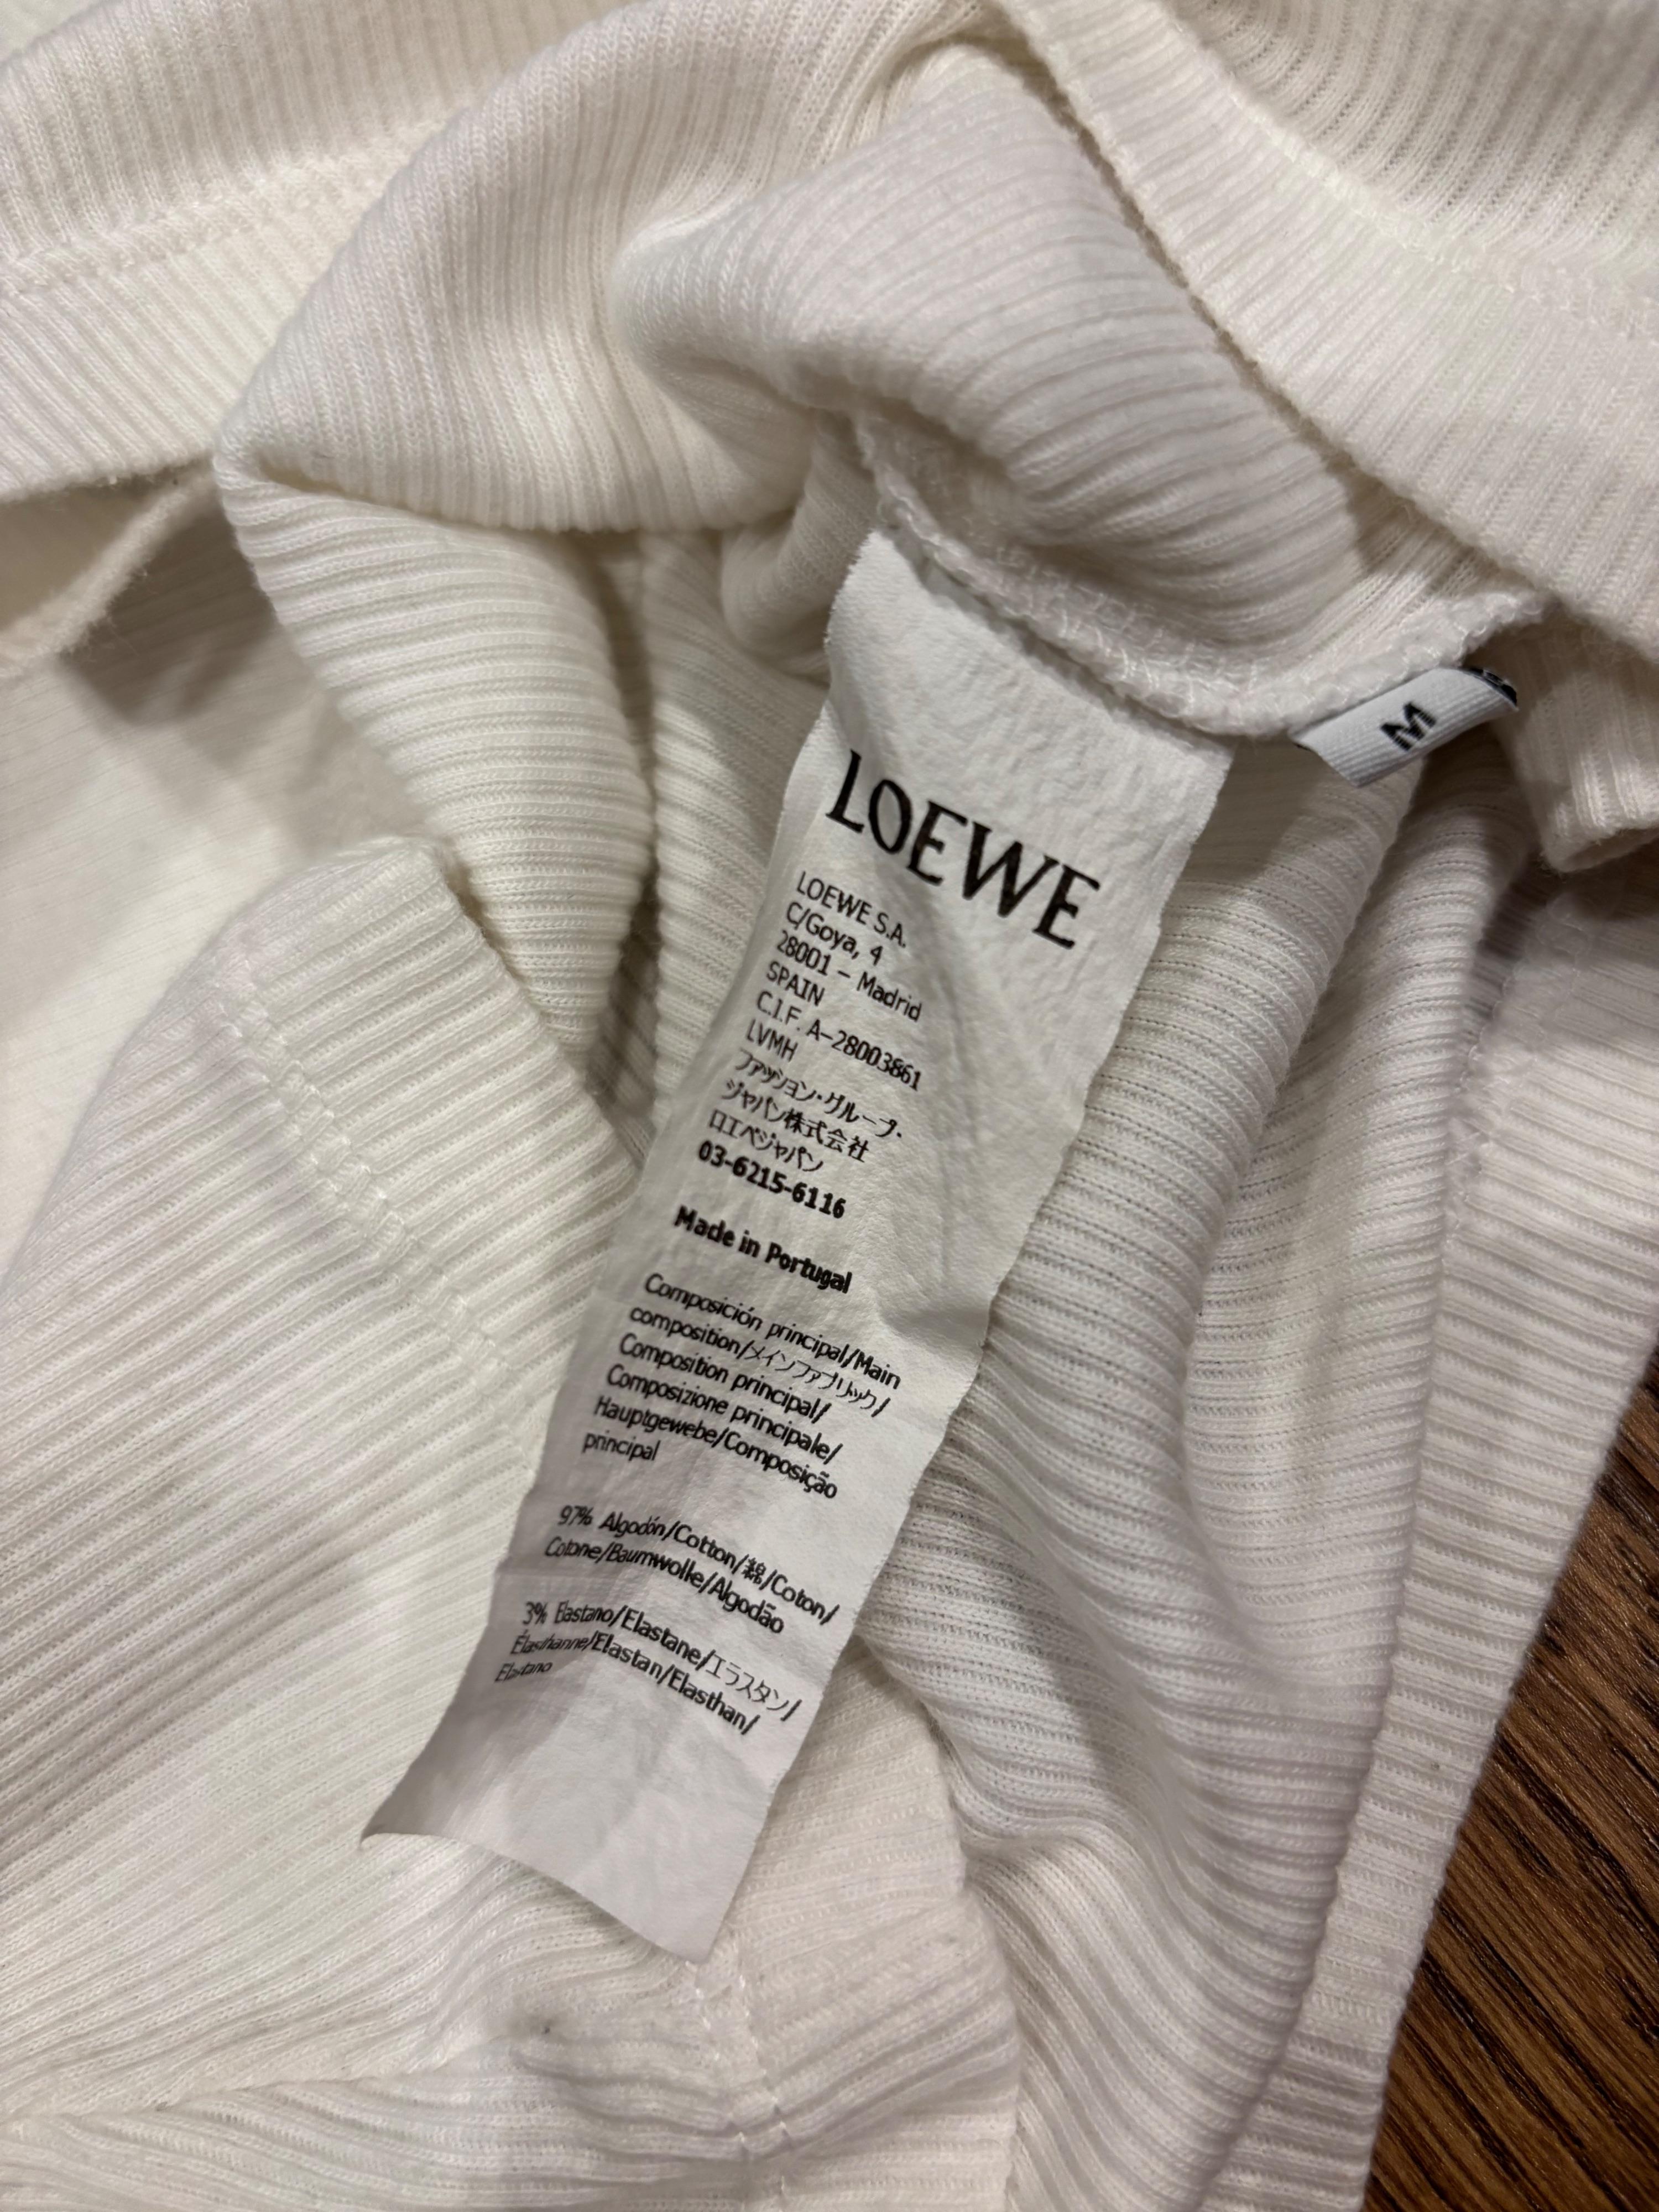 LOEWE
LOEWE S.A.
C/Goya, 4
28001 – Madrid
SPAIN
C.I.F. A-28003861
LVMH
ファッション・グループ・
ジャパン株式会社
ロエベジャパン
03-6215-6116
Made in Portugal
Composición principal/Main
composition/メインファブリック/
Composition principal/
Composizione principale/
Hauptgewebe/Composição
principal
97% Algodón/Cotton/綿/Coton/
Cotone/Baumwolle/Algodão
3% Elastano/Elastane/エラスタン/
Élasthanne/Elastan/Elasthan/
Elastano
M